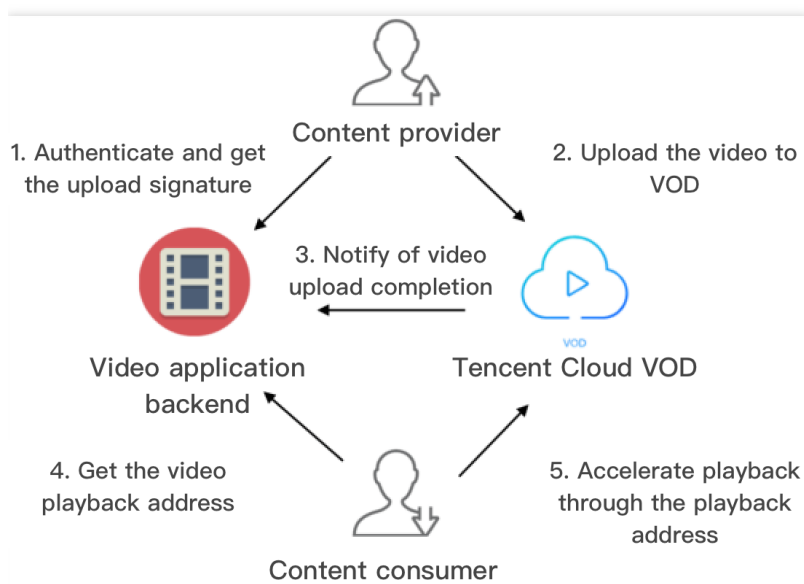 Content provider
1. Authenticate and get
the upload signature
2. Upload the video to
VOD
3. Notify of video
upload completion
VOD
Video application
backend
Tencent Cloud VOD
4. Get the video
playback address
5. Accelerate playback
through the playback
address
Content consumer